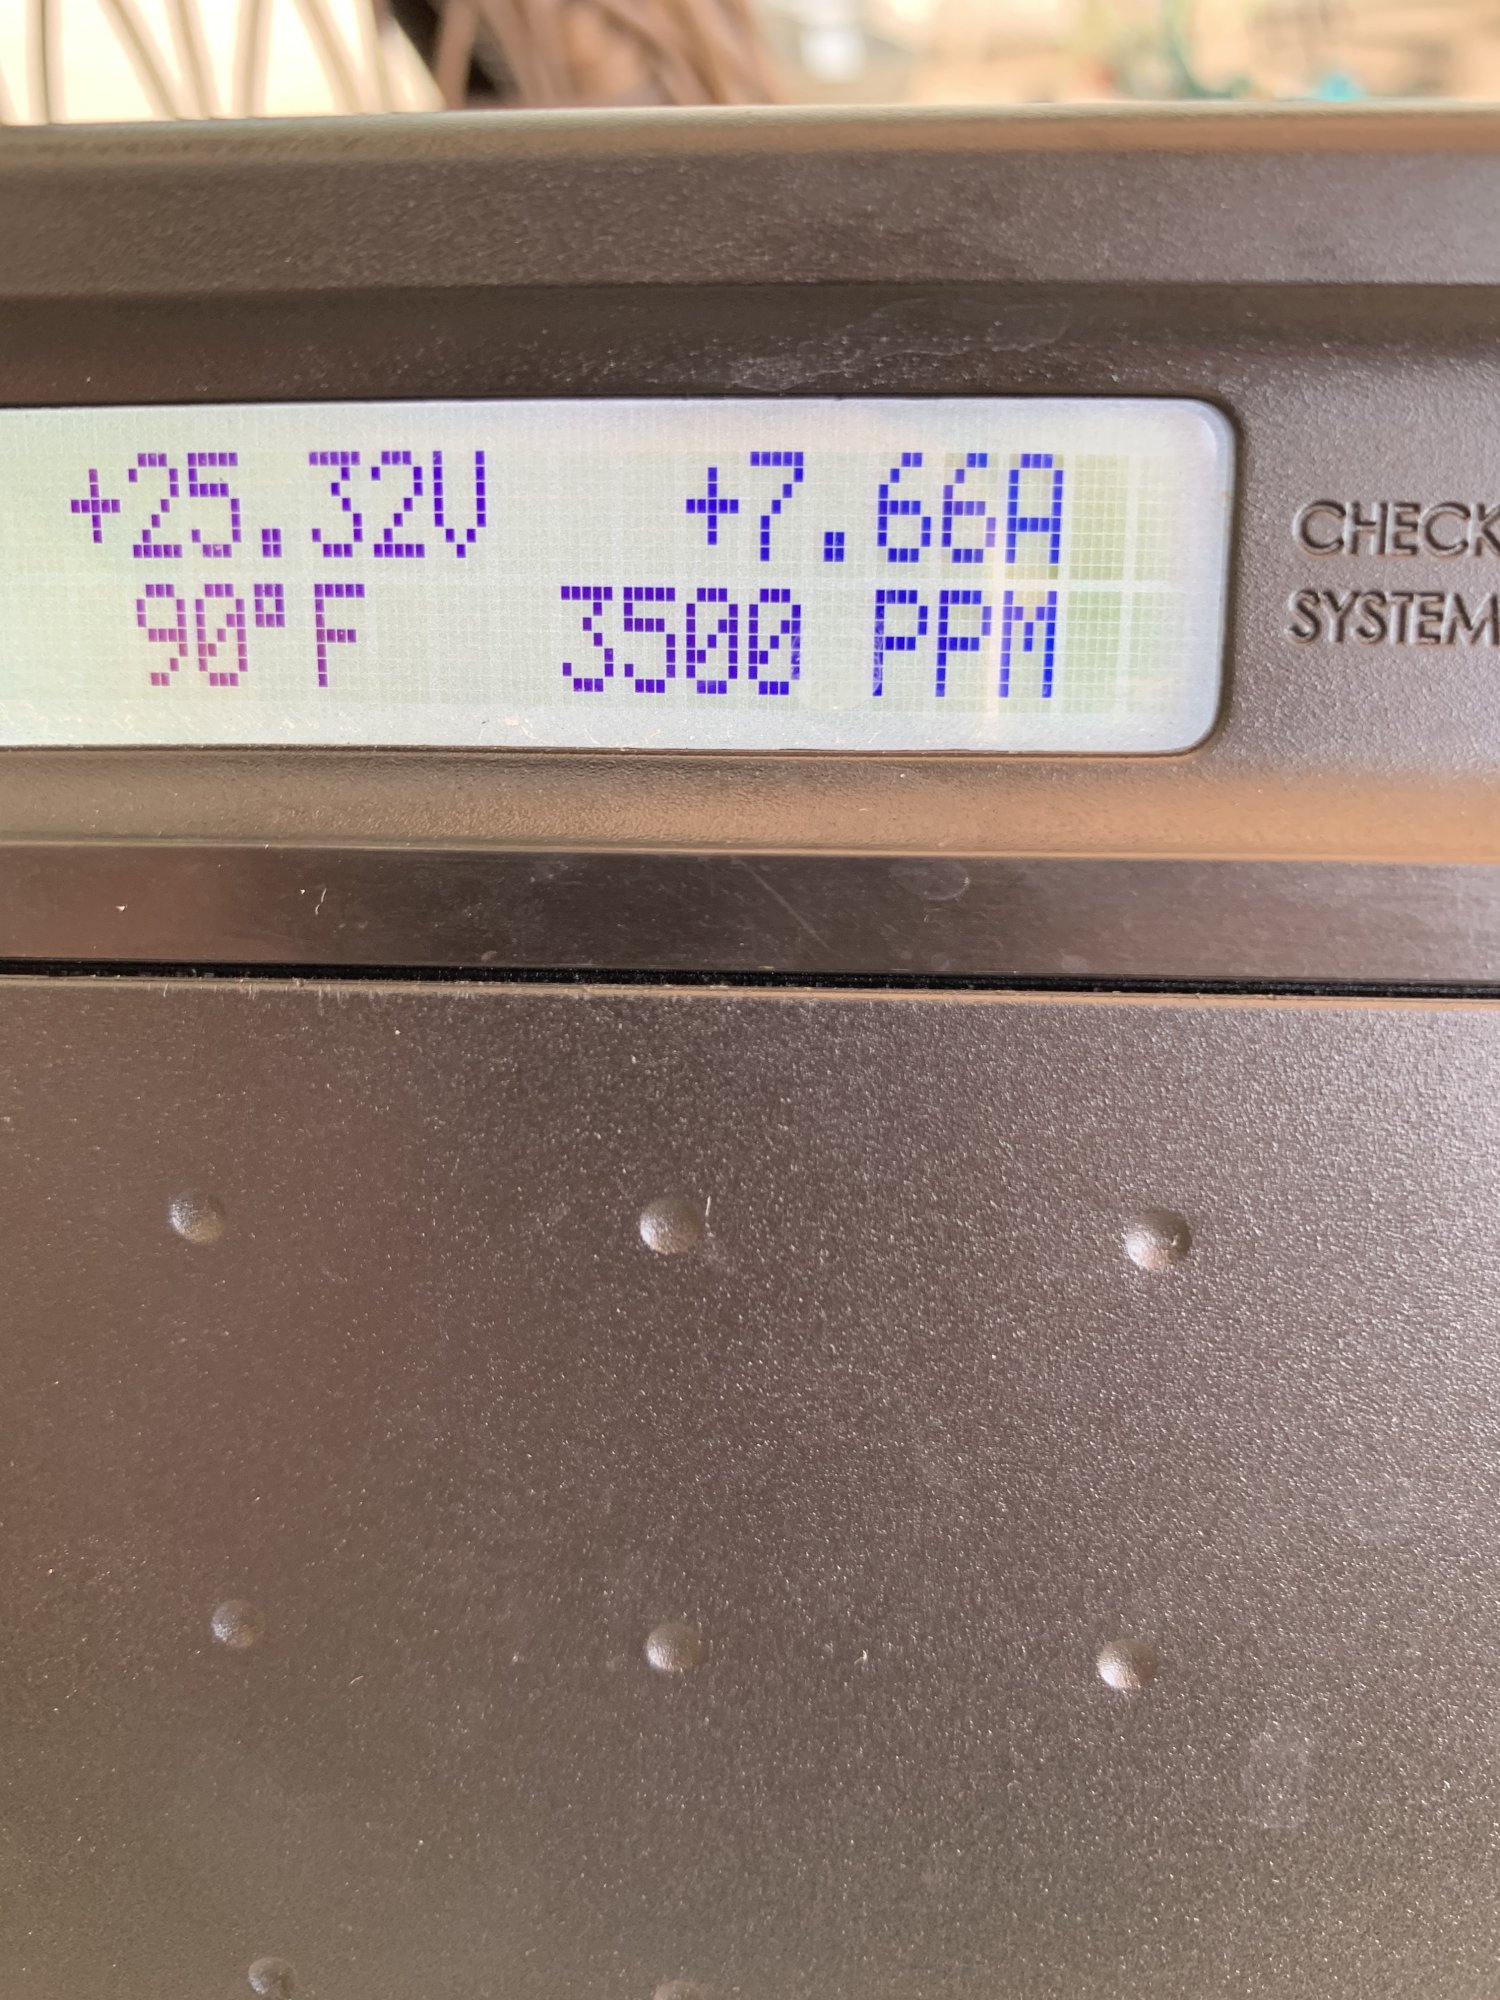 +25.32V +7.66A
90°F 3500 PPM
CHECK
SYSTEM